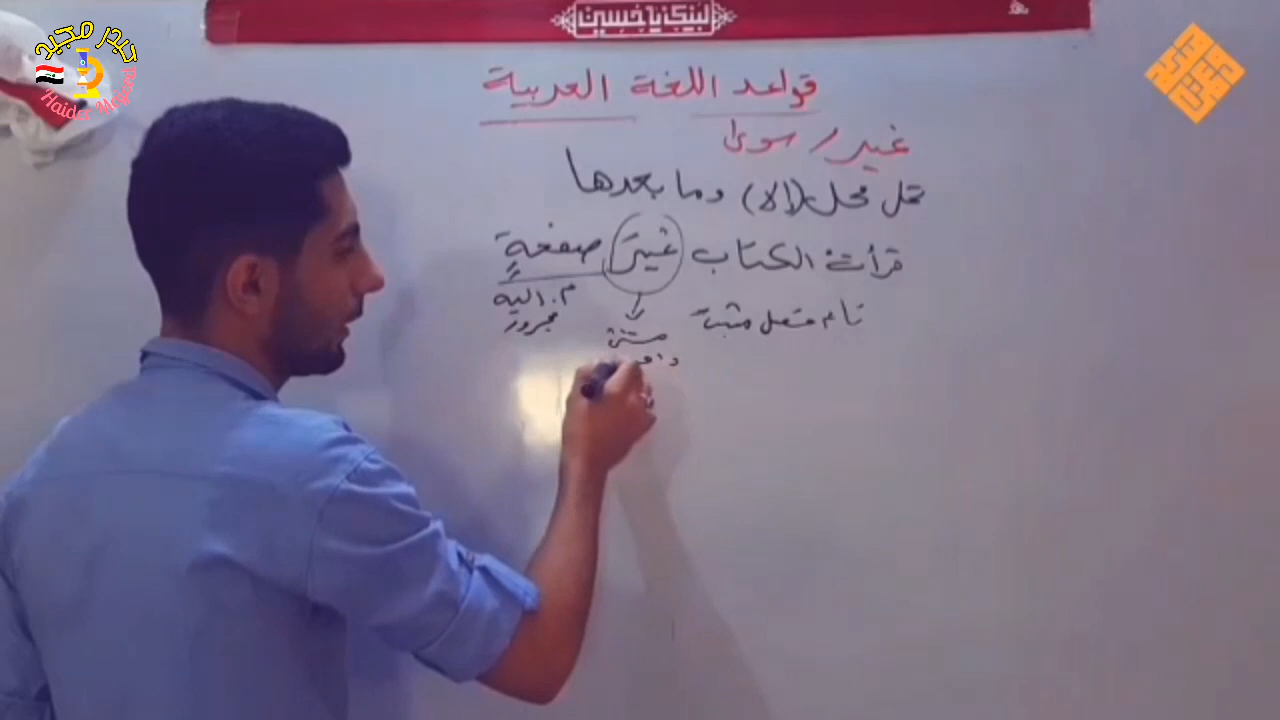 لبيك يا حسين
حيدر مجيد
Haider Majeed
قواعد اللغة العربية
غير / سوى
تحل محل (إلا) وما بعدها
قرأت الكتاب غيرَ صفحةٍ
تام متصل مثبت
م. اليه
مجرور
مستثنى